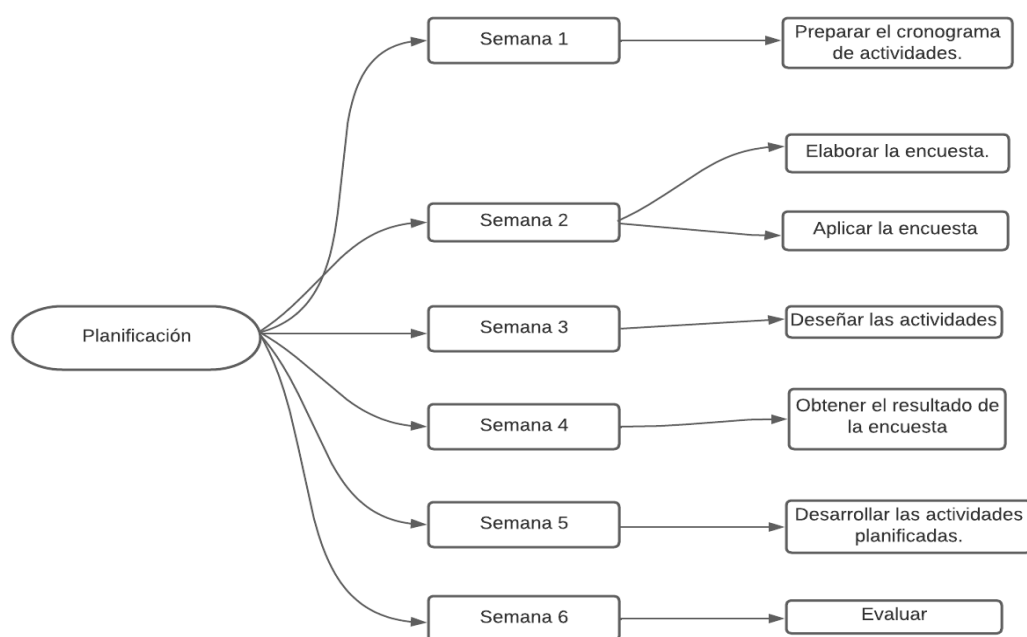 Semana 1
Preparar el cronograma
de actividades.
Elaborar la encuesta.
Semana 2
Aplicar la encuesta
Planificación
Semana 3
Deseñar las actividades
Semana 4
Obtener el resultado de
la encuesta
Semana 5
Desarrollar las actividades
planificadas.
Semana 6
Evaluar